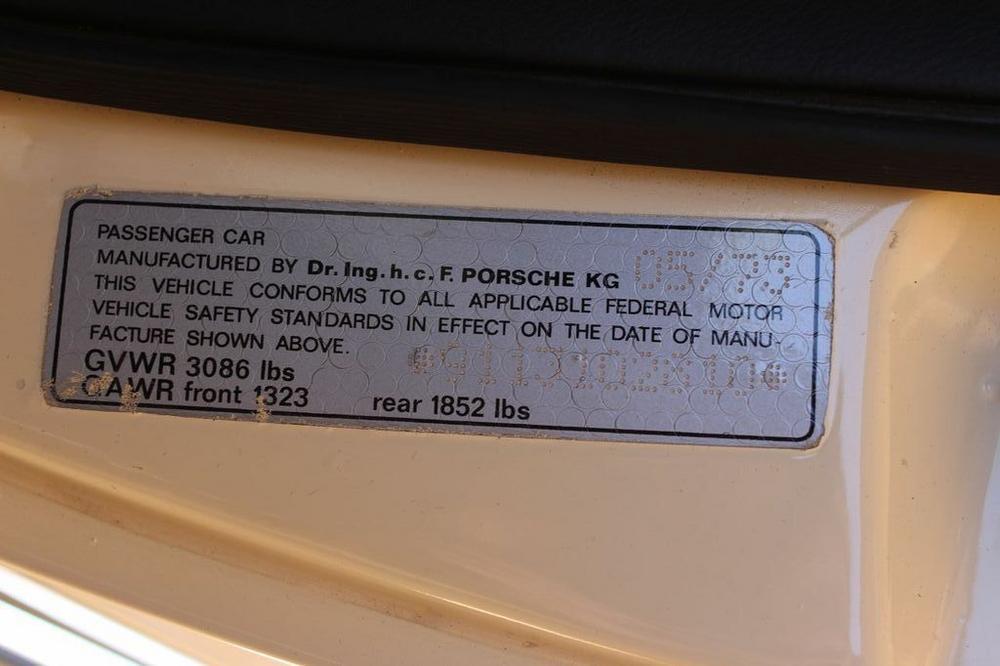 PASSENGER CAR
MANUFACTURED BY Dr. Ing. h. c. F. PORSCHE KG 05/73
THIS VEHICLE CONFORMS TO ALL APPLICABLE FEDERAL MOTOR
VEHICLE SAFETY STANDARDS IN EFFECT ON THE DATE OF MANU-
FACTURE SHOWN ABOVE.
GVWR 3086 lbs
GAWR front 1323 rear 1852 lbs